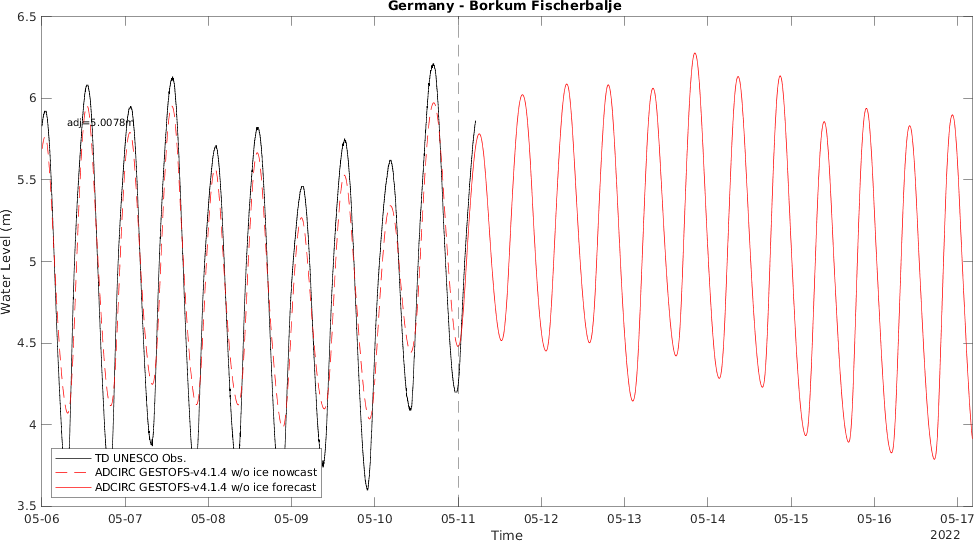 Germany - Borkum Fischerbalje
6.5
6
5.5
5
4.5
4
3.5
Water Level (m)
adj=5.0078m
TD UNESCO Obs.
ADCIRC GESTOFS-v4.1.4 w/o ice nowcast
ADCIRC GESTOFS-v4.1.4 w/o ice forecast
05-06 05-07 05-08 05-09 05-10 05-11 05-12 05-13 05-14 05-15 05-16 05-17
Time
2022